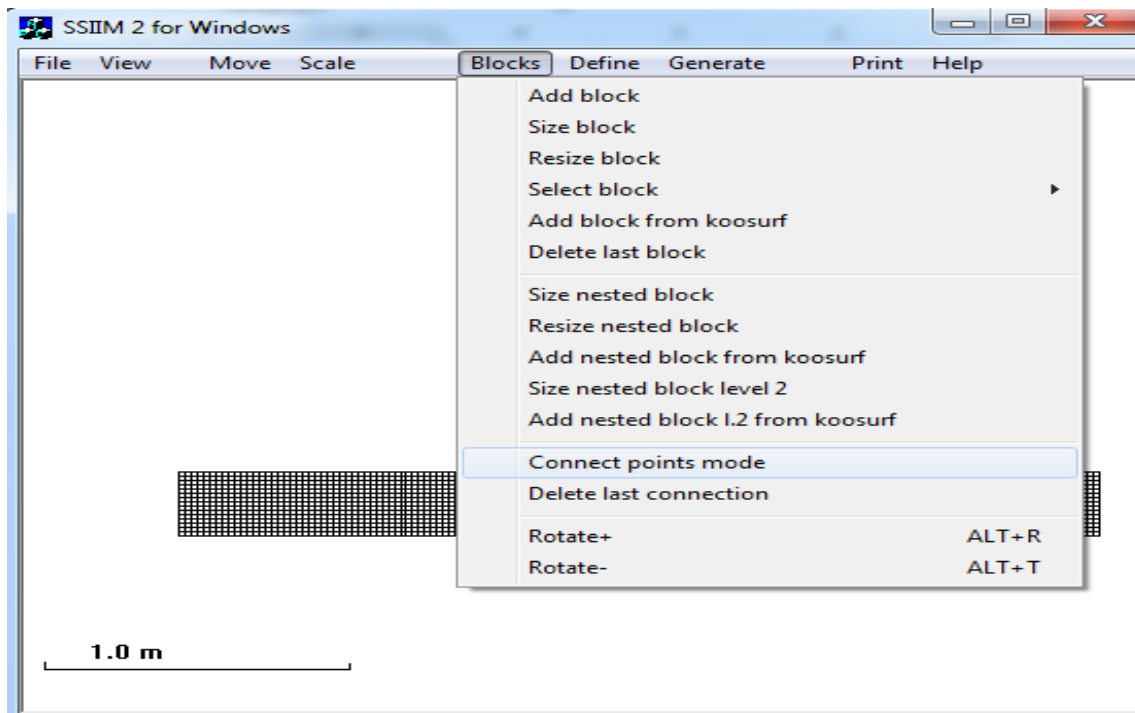 SSIIM 2 for Windows
File View Move Scale Blocks Define Generate Print Help
Add block
Size block
Resize block
Select block
Add block from koosurf
Delete last block
Size nested block
Resize nested block
Add nested block from koosurf
Size nested block level 2
Add nested block l.2 from koosurf
Connect points mode
Delete last connection
Rotate+ ALT+R
Rotate- ALT+T
1.0 m